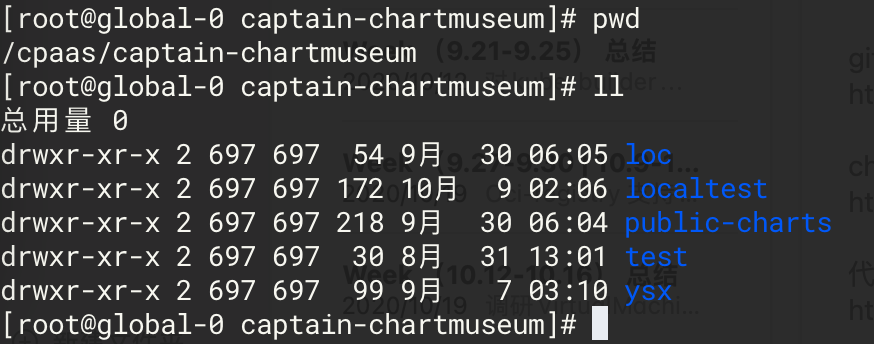 [root@global-0 captain-chartmuseum]# pwd
/cpaas/captain-chartmuseum
[root@global-0 captain-chartmuseum]# ll
总用量 0
drwxr-xr-x 2 697 697  54 9月  30 06:05 loc
drwxr-xr-x 2 697 697 172 10月  9 02:06 localtest
drwxr-xr-x 2 697 697 218 9月  30 06:04 public-charts
drwxr-xr-x 2 697 697  30 8月  31 13:01 test
drwxr-xr-x 2 697 697  99 9月   7 03:10 ysx
[root@global-0 captain-chartmuseum]#